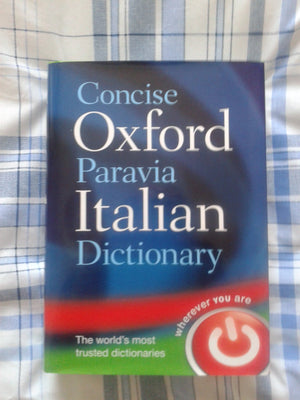 Concise
Oxford
Paravia
Italian
Dictionary
wherever you are
The world's most
trusted dictionaries